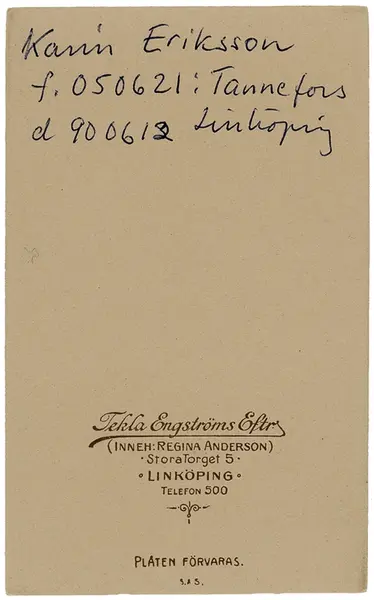 Karin Eriksson
f. 050621 i Tannefors
d 900612 Linköping
Tekla Engströms Eftr.
(INNEH: REGINA ANDERSON)
· Stora Torget 5 ·
∘ LINKÖPING ∘
TELEFON 500
PLÅTEN FÖRVARAS.